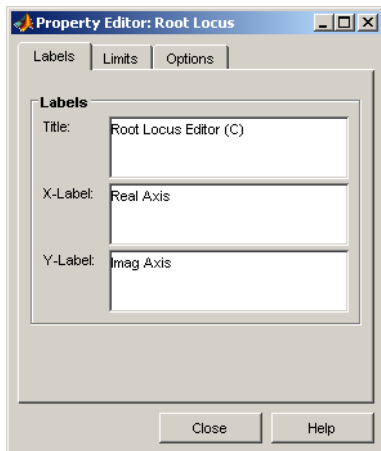 Property Editor: Root Locus
Labels Limits Options
Labels
Title: Root Locus Editor (C)
X-Label: Real Axis
Y-Label: Imag Axis
Close Help